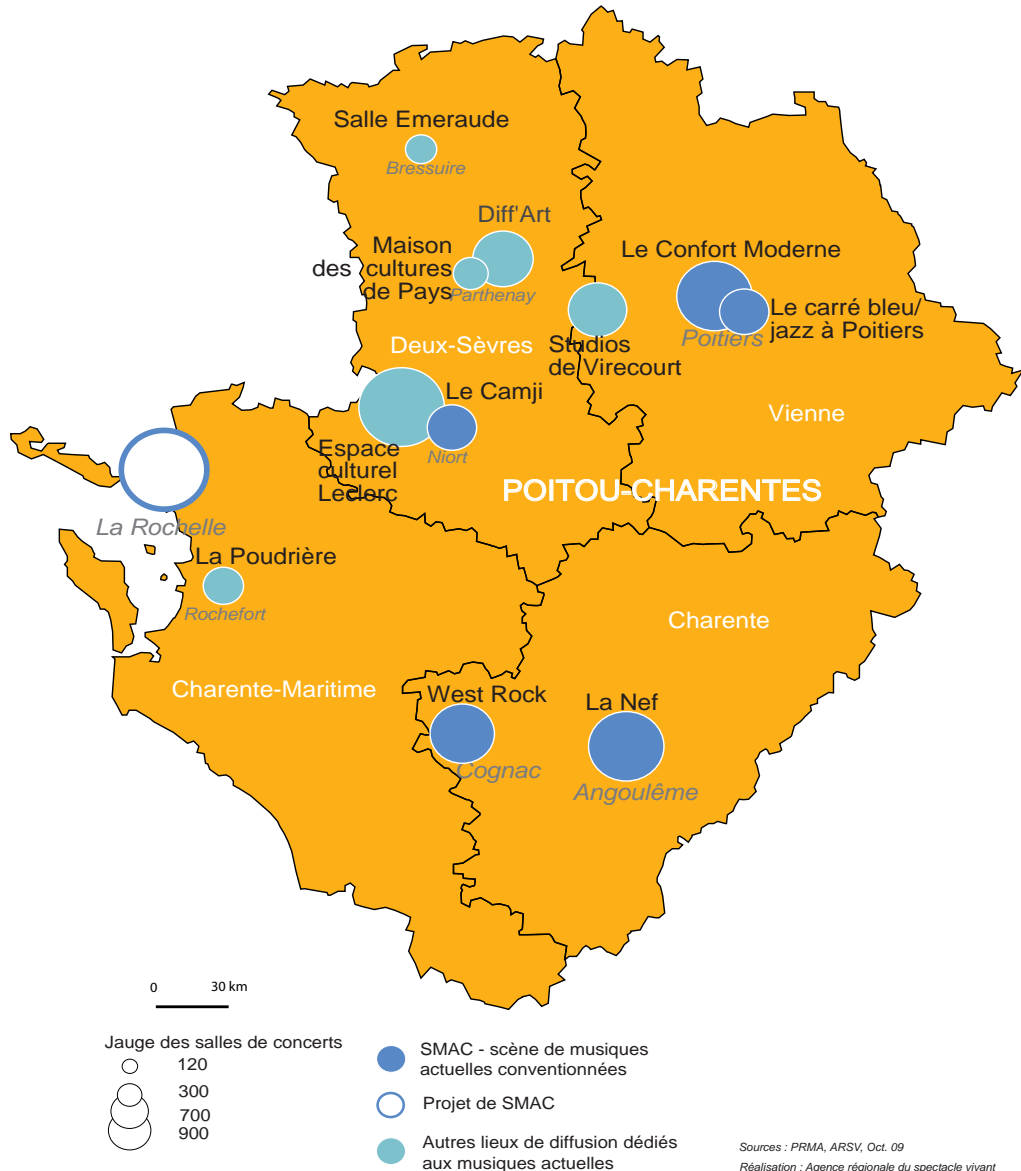 Salle Emeraude
Bressuire
Diff'Art
Maison
des cultures
de Pays
Parthenay
Le Confort Moderne
Le carré bleu/
jazz à Poitiers
Poitiers
Studios
de Virecourt
Deux-Sèvres
Le Camji
Niort
Espace
culturel
Leclerc
Vienne
POITOU-CHARENTES
La Rochelle
La Poudrière
Rochefort
Charente
Charente-Maritime
West Rock
Cognac
La Nef
Angoulême
0 30 km
Jauge des salles de concerts
120
300
700
900
SMAC - scène de musiques
actuelles conventionnées
Projet de SMAC
Autres lieux de diffusion dédiés
aux musiques actuelles
Sources : PRMA, ARSV, Oct. 09
Réalisation : Agence régionale du spectacle vivant